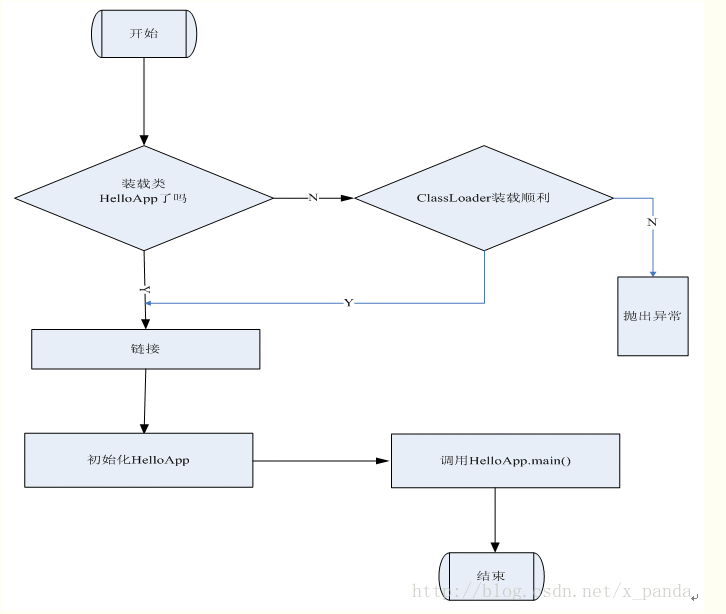 开始
装载类
HelloApp了吗
N
ClassLoader装载顺利
N
Y
Y
抛出异常
链接
初始化HelloApp
调用HelloApp.main()
结束
http://blog.csdn.net/x_panda